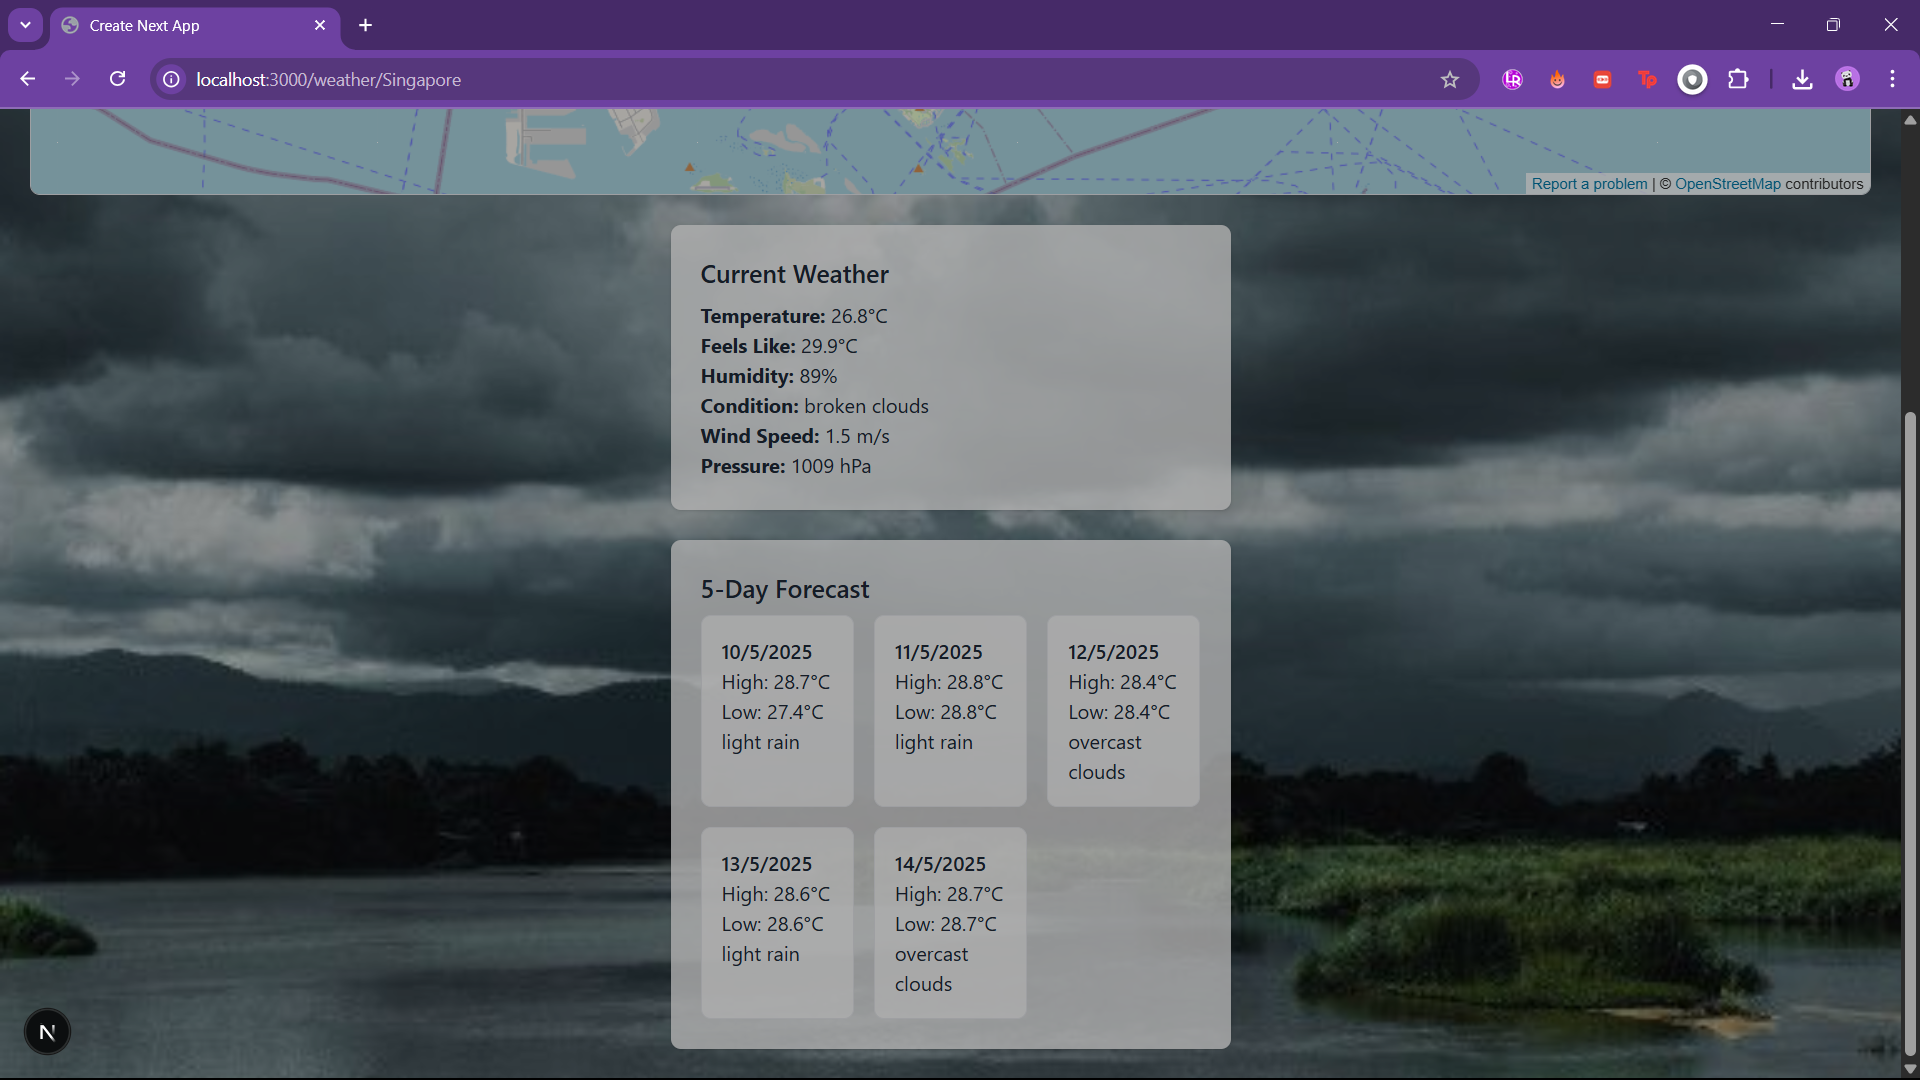 Create Next App
localhost:3000/weather/Singapore
LR
Tp
Report a problem | © OpenStreetMap contributors
Current Weather
Temperature: 26.8°C
Feels Like: 29.9°C
Humidity: 89%
Condition: broken clouds
Wind Speed: 1.5 m/s
Pressure: 1009 hPa
5-Day Forecast
10/5/2025
High: 28.7°C
Low: 27.4°C
light rain
11/5/2025
High: 28.8°C
Low: 28.8°C
light rain
12/5/2025
High: 28.4°C
Low: 28.4°C
overcast
clouds
13/5/2025
High: 28.6°C
Low: 28.6°C
light rain
14/5/2025
High: 28.7°C
Low: 28.7°C
overcast
clouds
N